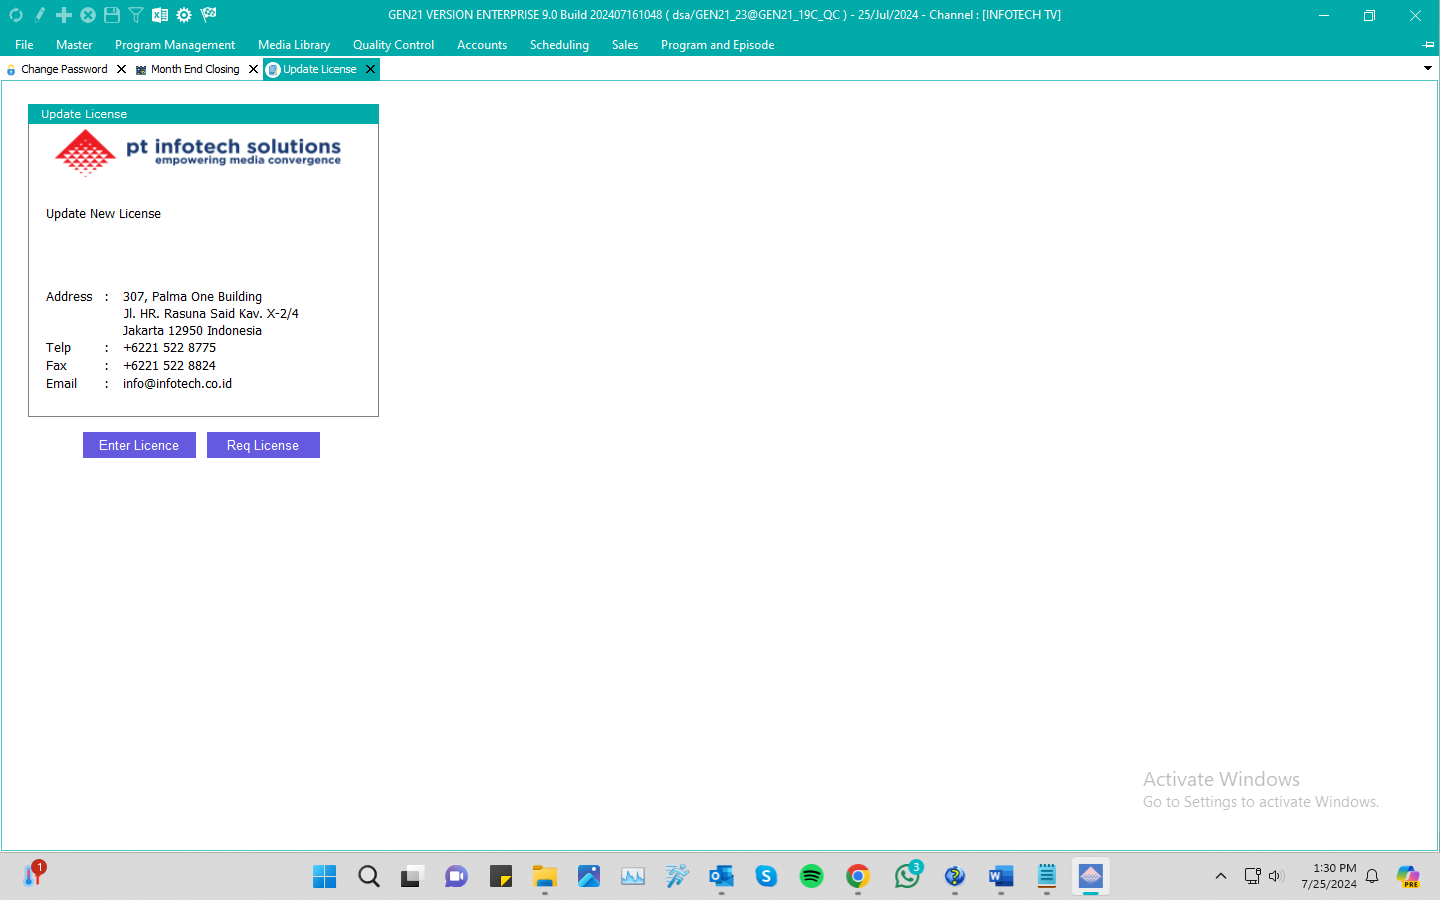 GEN21 VERSION ENTERPRISE 9.0 Build 202407161048 ( dsa/GEN21_23@GEN21_19C_QC ) - 25/Jul/2024 - Channel : [INFOTECH TV]
File Master Program Management Media Library Quality Control Accounts Scheduling Sales Program and Episode
Change Password Month End Closing Update License
Update License
pt infotech solutions
empowering media convergence
Update New License
Address : 307, Palma One Building
Jl. HR. Rasuna Said Kav. X-2/4
Jakarta 12950 Indonesia
Telp : +6221 522 8775
Fax : +6221 522 8824
Email : info@infotech.co.id
Enter Licence Req License
Activate Windows
Go to Settings to activate Windows.
1
3
1:30 PM
7/25/2024
PRE